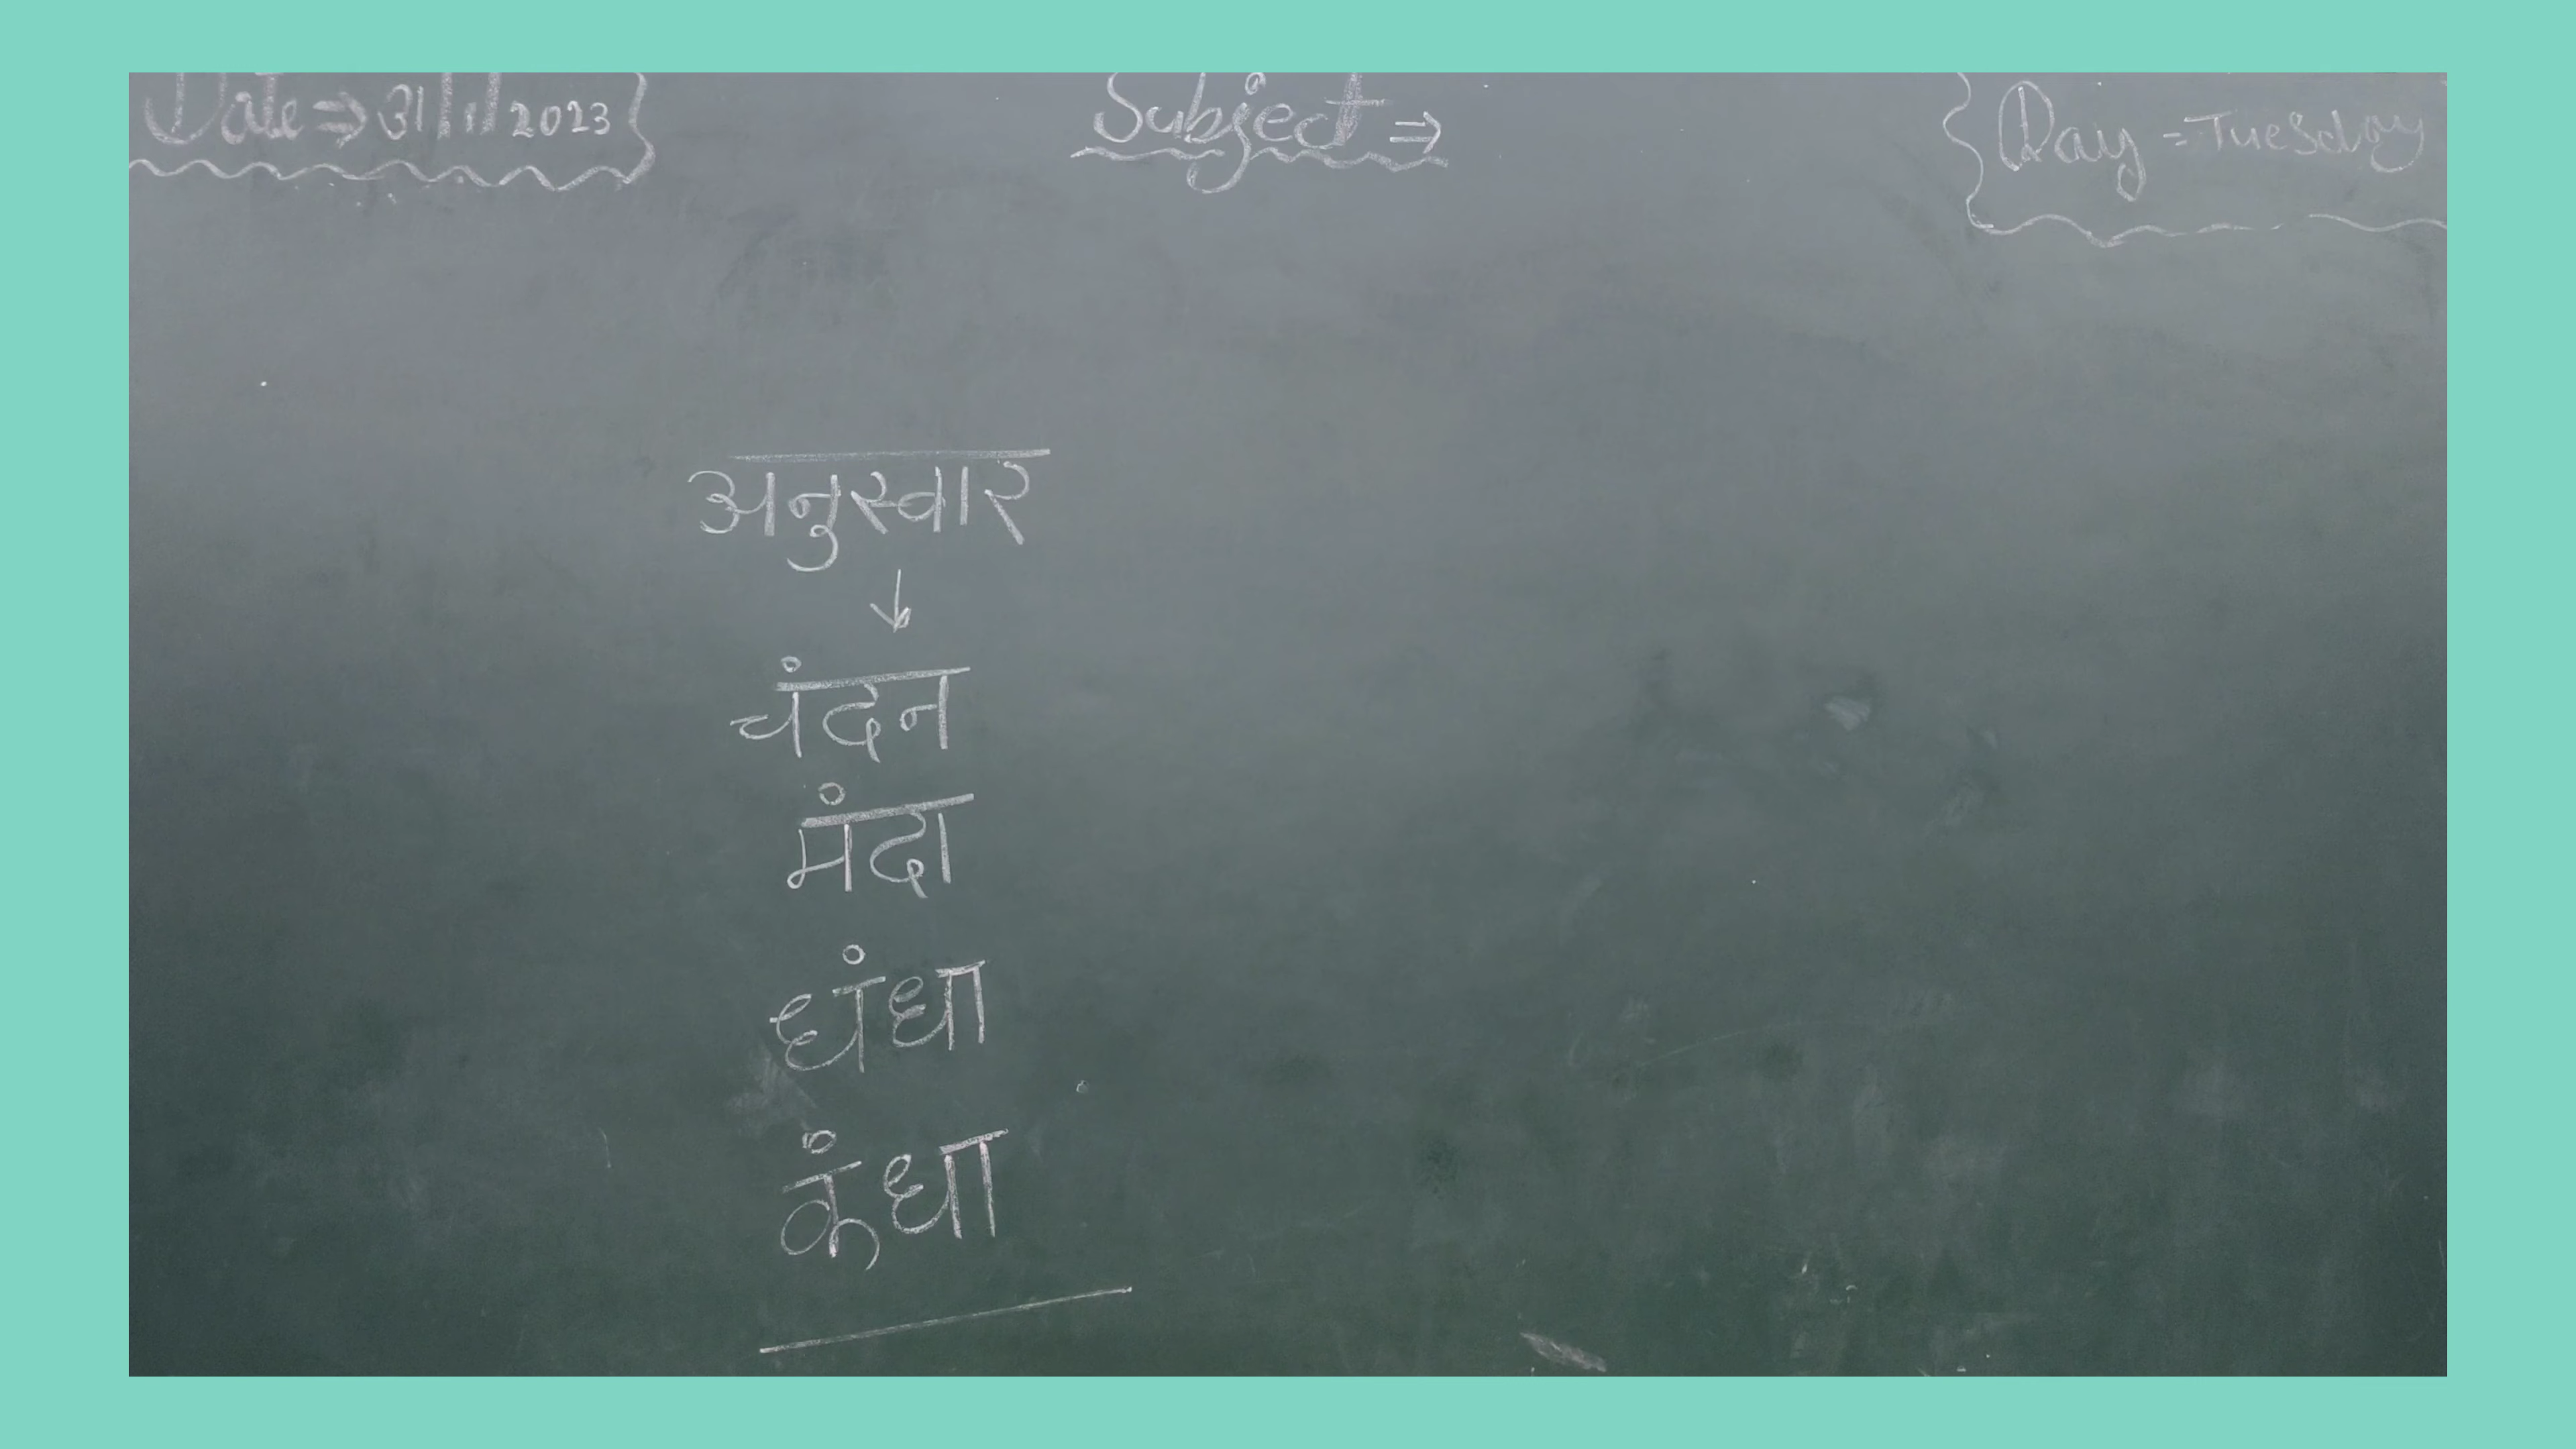 Date ⇒ 31/1/2023
Subject ⇒
Day = Tuesday
अनुस्वार
↓
चंदन
मंदा
धंधा
कंधा